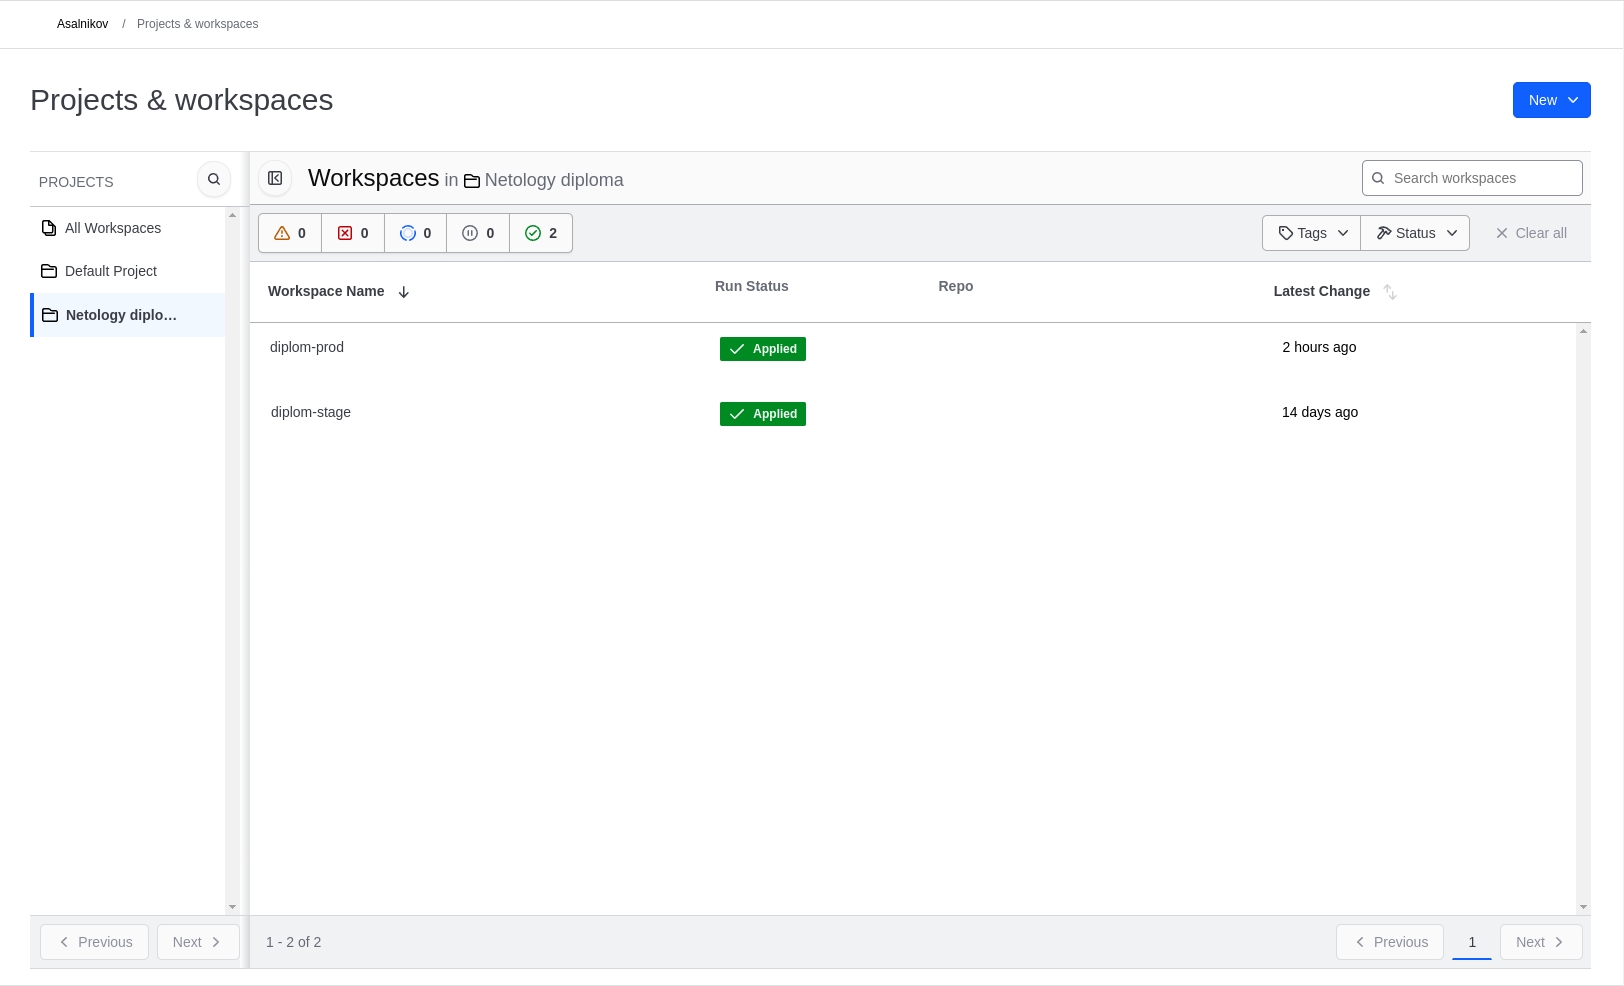 Asalnikov / Projects & workspaces
Projects & workspaces
New
PROJECTS
All Workspaces
Default Project
Netology diplo...
Workspaces in Netology diploma
Search workspaces
0 0 0 0 2
Tags Status Clear all
Workspace Name Run Status Repo Latest Change
diplom-prod Applied 2 hours ago
diplom-stage Applied 14 days ago
Previous Next
1 - 2 of 2
Previous 1 Next